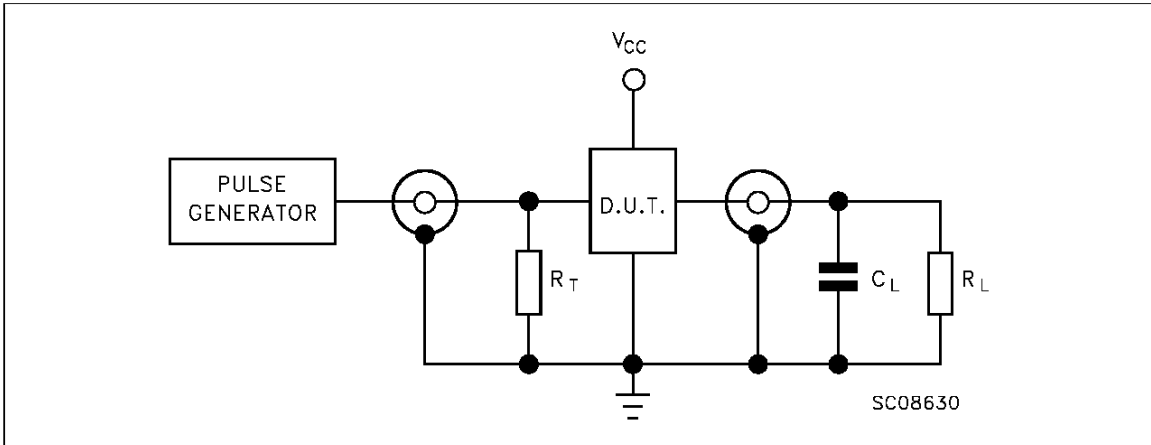 VCC
PULSE
GENERATOR
D.U.T.
RT
CL
RL
SC08630